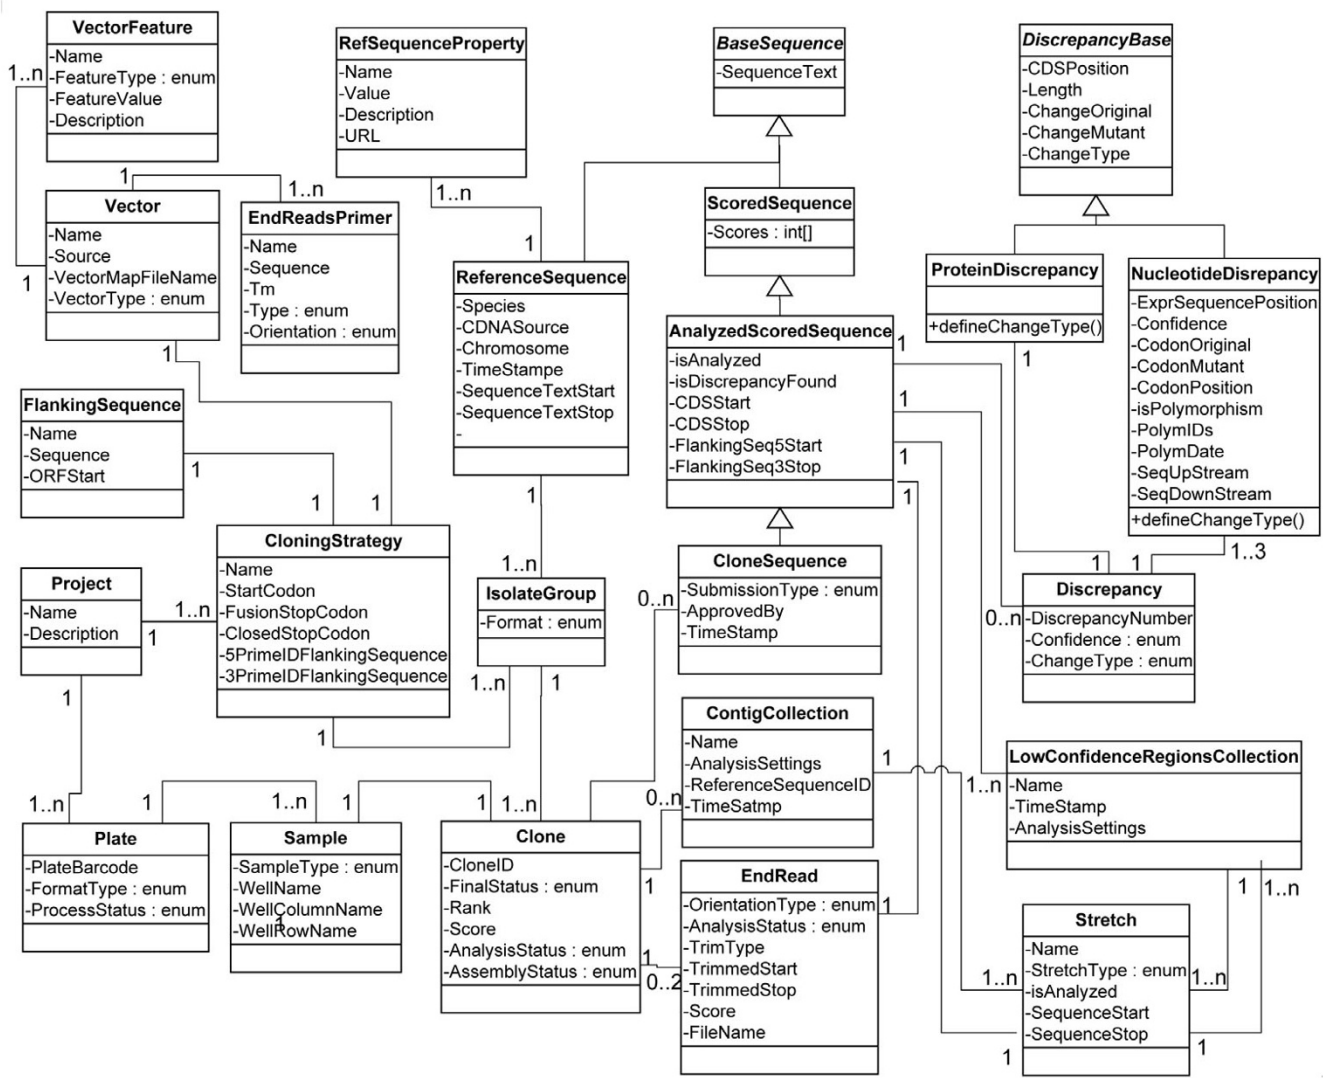 VectorFeature
-Name
-FeatureType : enum
-FeatureValue
-Description
1..n
1
RefSequenceProperty
-Name
-Value
-Description
-URL
1..n
1
BaseSequence
-SequenceText
DiscrepancyBase
-CDSPosition
-Length
-ChangeOriginal
-ChangeMutant
-ChangeType
Vector
-Name
-Source
-VectorMapFileName
-VectorType : enum
1
1..n
1
EndReadsPrimer
-Name
-Sequence
-Tm
-Type : enum
-Orientation : enum
ScoredSequence
-Scores : int[]
ReferenceSequence
-Species
-CDNASource
-Chromosome
-TimeStampe
-SequenceTextStart
-SequenceTextStop
-
1
1..n
AnalyzedScoredSequence
-isAnalyzed
-isDiscrepancyFound
-CDSStart
-CDSStop
-FlankingSeq5Start
-FlankingSeq3Stop
1
1
1
1
ProteinDiscrepancy
+defineChangeType()
1
NucleotideDisrepancy
-ExprSequencePosition
-Confidence
-CodonOriginal
-CodonMutant
-CodonPosition
-isPolymorphism
-PolymIDs
-PolymDate
-SeqUpStream
-SeqDownStream
+defineChangeType()
1..3
FlankingSequence
-Name
-Sequence
-ORFStart
1
1
1
CloningStrategy
-Name
-StartCodon
-FusionStopCodon
-ClosedStopCodon
-5PrimeIDFlankingSequence
-3PrimeIDFlankingSequence
1..n
1
Project
-Name
-Description
1
1
IsolateGroup
-Format : enum
1..n
1
CloneSequence
-SubmissionType : enum
-ApprovedBy
-TimeStamp
0..n
1
1
Discrepancy
-DiscrepancyNumber
-Confidence : enum
-ChangeType : enum
0..n
ContigCollection
-Name
-AnalysisSettings
-ReferenceSequenceID
-TimeSatmp
0..n
1
LowConfidenceRegionsCollection
-Name
-TimeStamp
-AnalysisSettings
1..n
1
1..n
1..n
1
1..n
1
1
1..n
1
Plate
-PlateBarcode
-FormatType : enum
-ProcessStatus : enum
Sample
-SampleType : enum
-WellName
-WellColumnName
-WellRowName
1
Clone
-CloneID
-FinalStatus : enum
-Rank
-Score
-AnalysisStatus : enum
-AssemblyStatus : enum
1
1
0..2
EndRead
-OrientationType : enum
-AnalysisStatus : enum
-TrimType
-TrimmedStart
-TrimmedStop
-Score
-FileName
1
Stretch
-Name
-StretchType : enum
-isAnalyzed
-SequenceStart
-SequenceStop
1..n
1..n
1
1